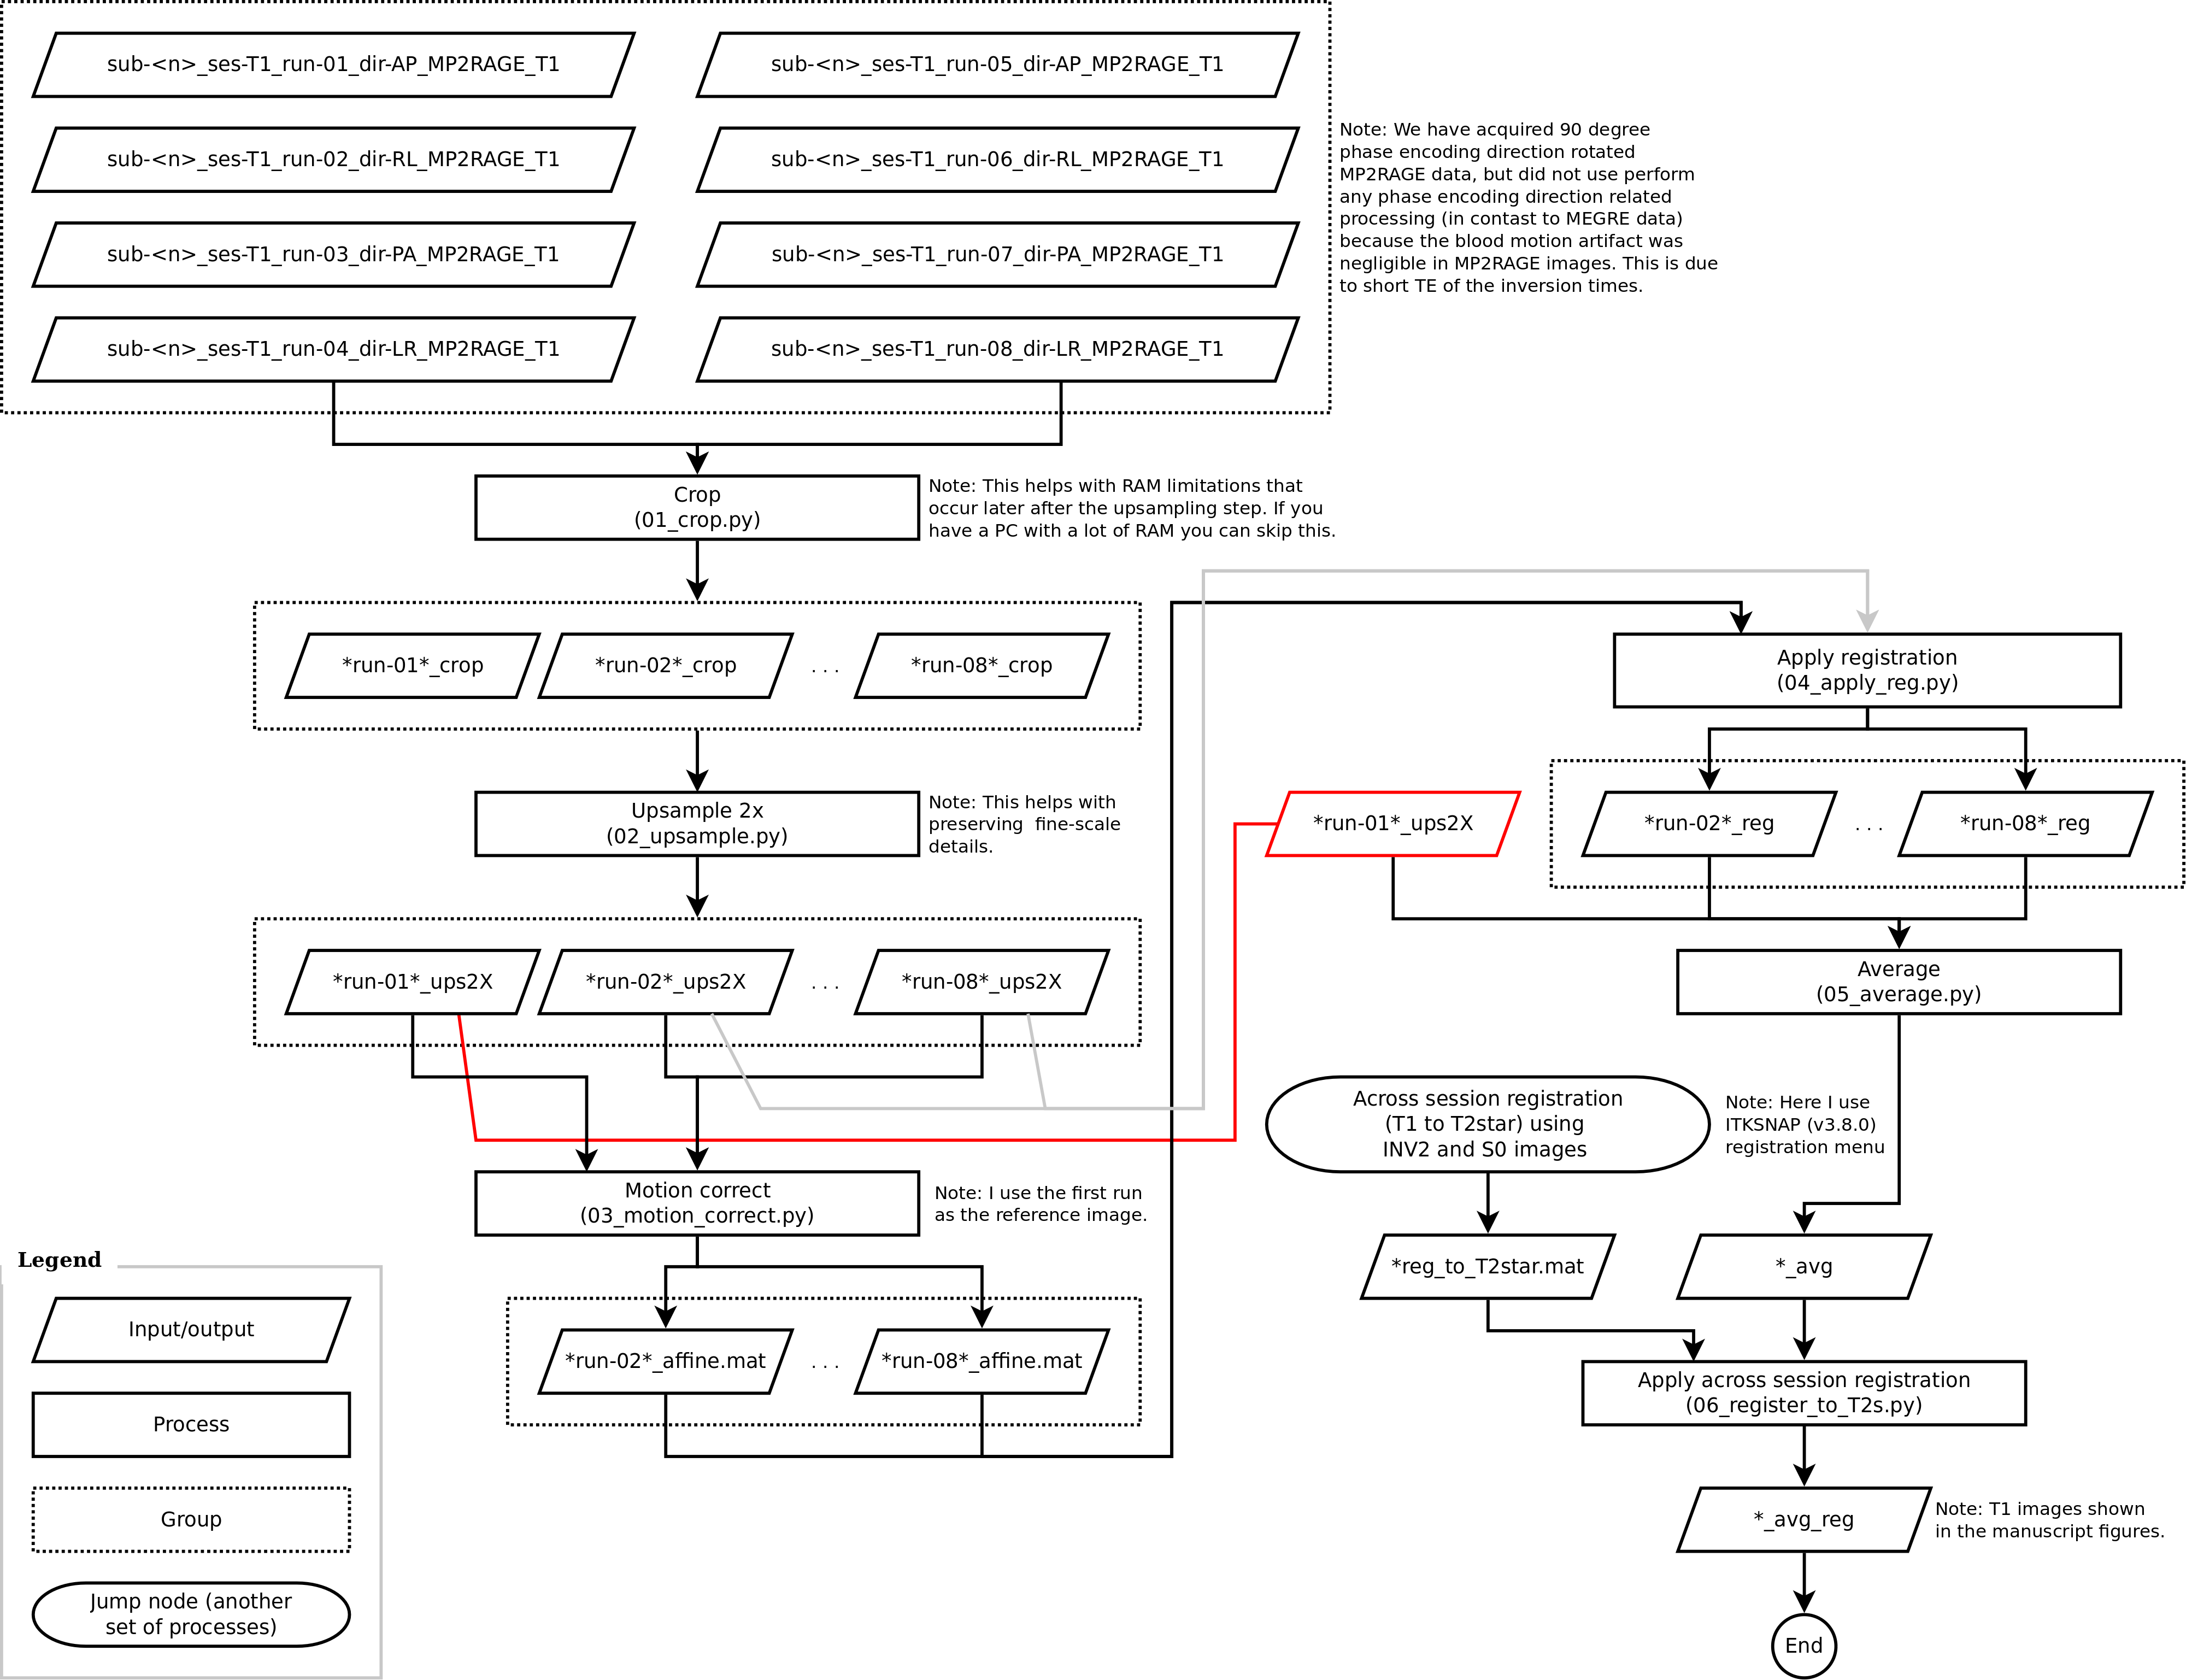 sub-<n>_ses-T1_run-01_dir-AP_MP2RAGE_T1
sub-<n>_ses-T1_run-05_dir-AP_MP2RAGE_T1
sub-<n>_ses-T1_run-02_dir-RL_MP2RAGE_T1
sub-<n>_ses-T1_run-06_dir-RL_MP2RAGE_T1
sub-<n>_ses-T1_run-03_dir-PA_MP2RAGE_T1
sub-<n>_ses-T1_run-07_dir-PA_MP2RAGE_T1
sub-<n>_ses-T1_run-04_dir-LR_MP2RAGE_T1
sub-<n>_ses-T1_run-08_dir-LR_MP2RAGE_T1
Note: We have acquired 90 degree
phase encoding direction rotated
MP2RAGE data, but did not use perform
any phase encoding direction related
processing (in contast to MEGRE data)
because the blood motion artifact was
negligible in MP2RAGE images. This is due
to short TE of the inversion times.
Crop
(01_crop.py)
Note: This helps with RAM limitations that
occur later after the upsampling step. If you
have a PC with a lot of RAM you can skip this.
*run-01*_crop
*run-02*_crop
. . .
*run-08*_crop
Upsample 2x
(02_upsample.py)
Note: This helps with
preserving  fine-scale
details.
*run-01*_ups2X
*run-02*_ups2X
. . .
*run-08*_ups2X
Motion correct
(03_motion_correct.py)
Note: I use the first run
as the reference image.
*run-02*_affine.mat
. . .
*run-08*_affine.mat
Apply registration
(04_apply_reg.py)
*run-01*_ups2X
*run-02*_reg
. . .
*run-08*_reg
Average
(05_average.py)
Across session registration
(T1 to T2star) using
INV2 and S0 images
Note: Here I use
ITKSNAP (v3.8.0)
registration menu
*reg_to_T2star.mat
*_avg
Apply across session registration
(06_register_to_T2s.py)
*_avg_reg
Note: T1 images shown
in the manuscript figures.
End
Legend
Input/output
Process
Group
Jump node (another
set of processes)